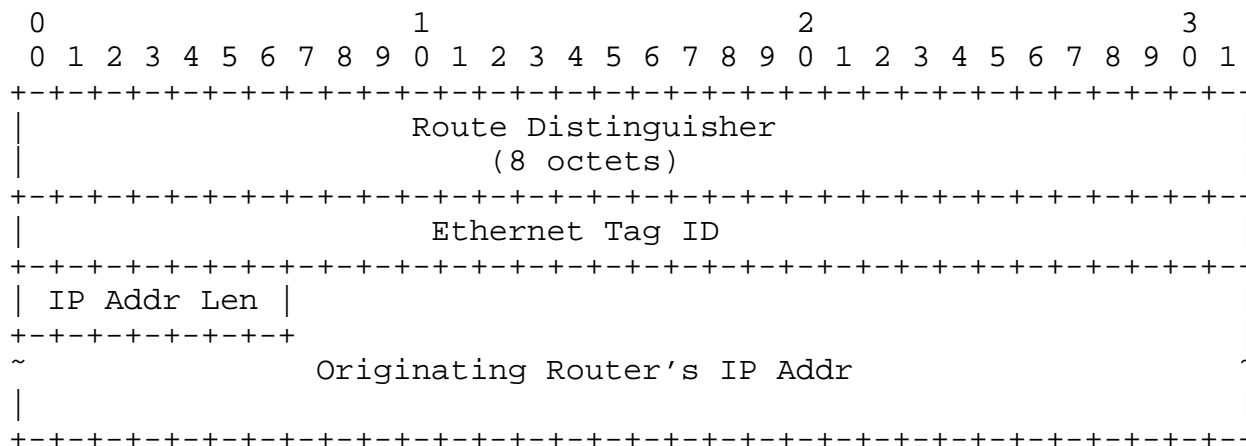 0                   1                   2                   3
 0 1 2 3 4 5 6 7 8 9 0 1 2 3 4 5 6 7 8 9 0 1 2 3 4 5 6 7 8 9 0 1
+-+-+-+-+-+-+-+-+-+-+-+-+-+-+-+-+-+-+-+-+-+-+-+-+-+-+-+-+-+-+-+--
|                    Route Distinguisher
|                        (8 octets)
+-+-+-+-+-+-+-+-+-+-+-+-+-+-+-+-+-+-+-+-+-+-+-+-+-+-+-+-+-+-+-+--
|                     Ethernet Tag ID
+-+-+-+-+-+-+-+-+-+-+-+-+-+-+-+-+-+-+-+-+-+-+-+-+-+-+-+-+-+-+-+--
| IP Addr Len |
+-+-+-+-+-+-+-+
~               Originating Router’s IP Addr                    ~
|
+-+-+-+-+-+-+-+-+-+-+-+-+-+-+-+-+-+-+-+-+-+-+-+-+-+-+-+-+-+-+-+--